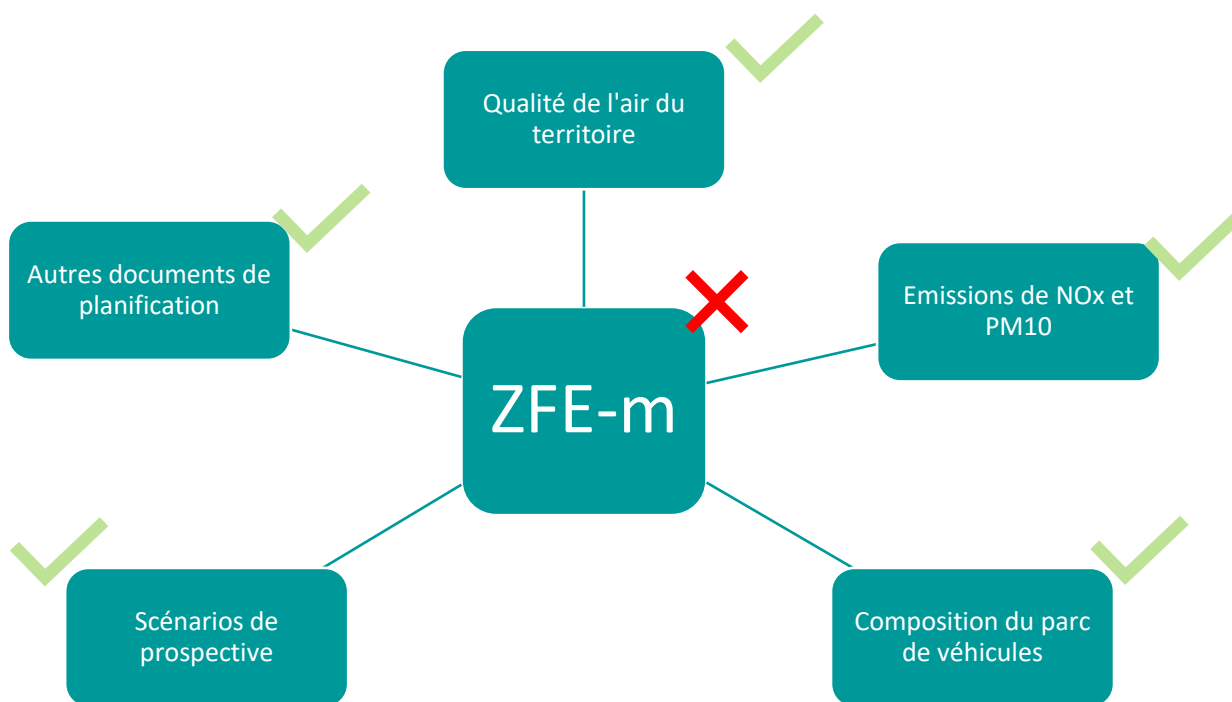 Qualité de l'air du
territoire
Autres documents de
planification
Emissions de NOx et
PM10
ZFE-m
Scénarios de
prospective
Composition du parc
de véhicules